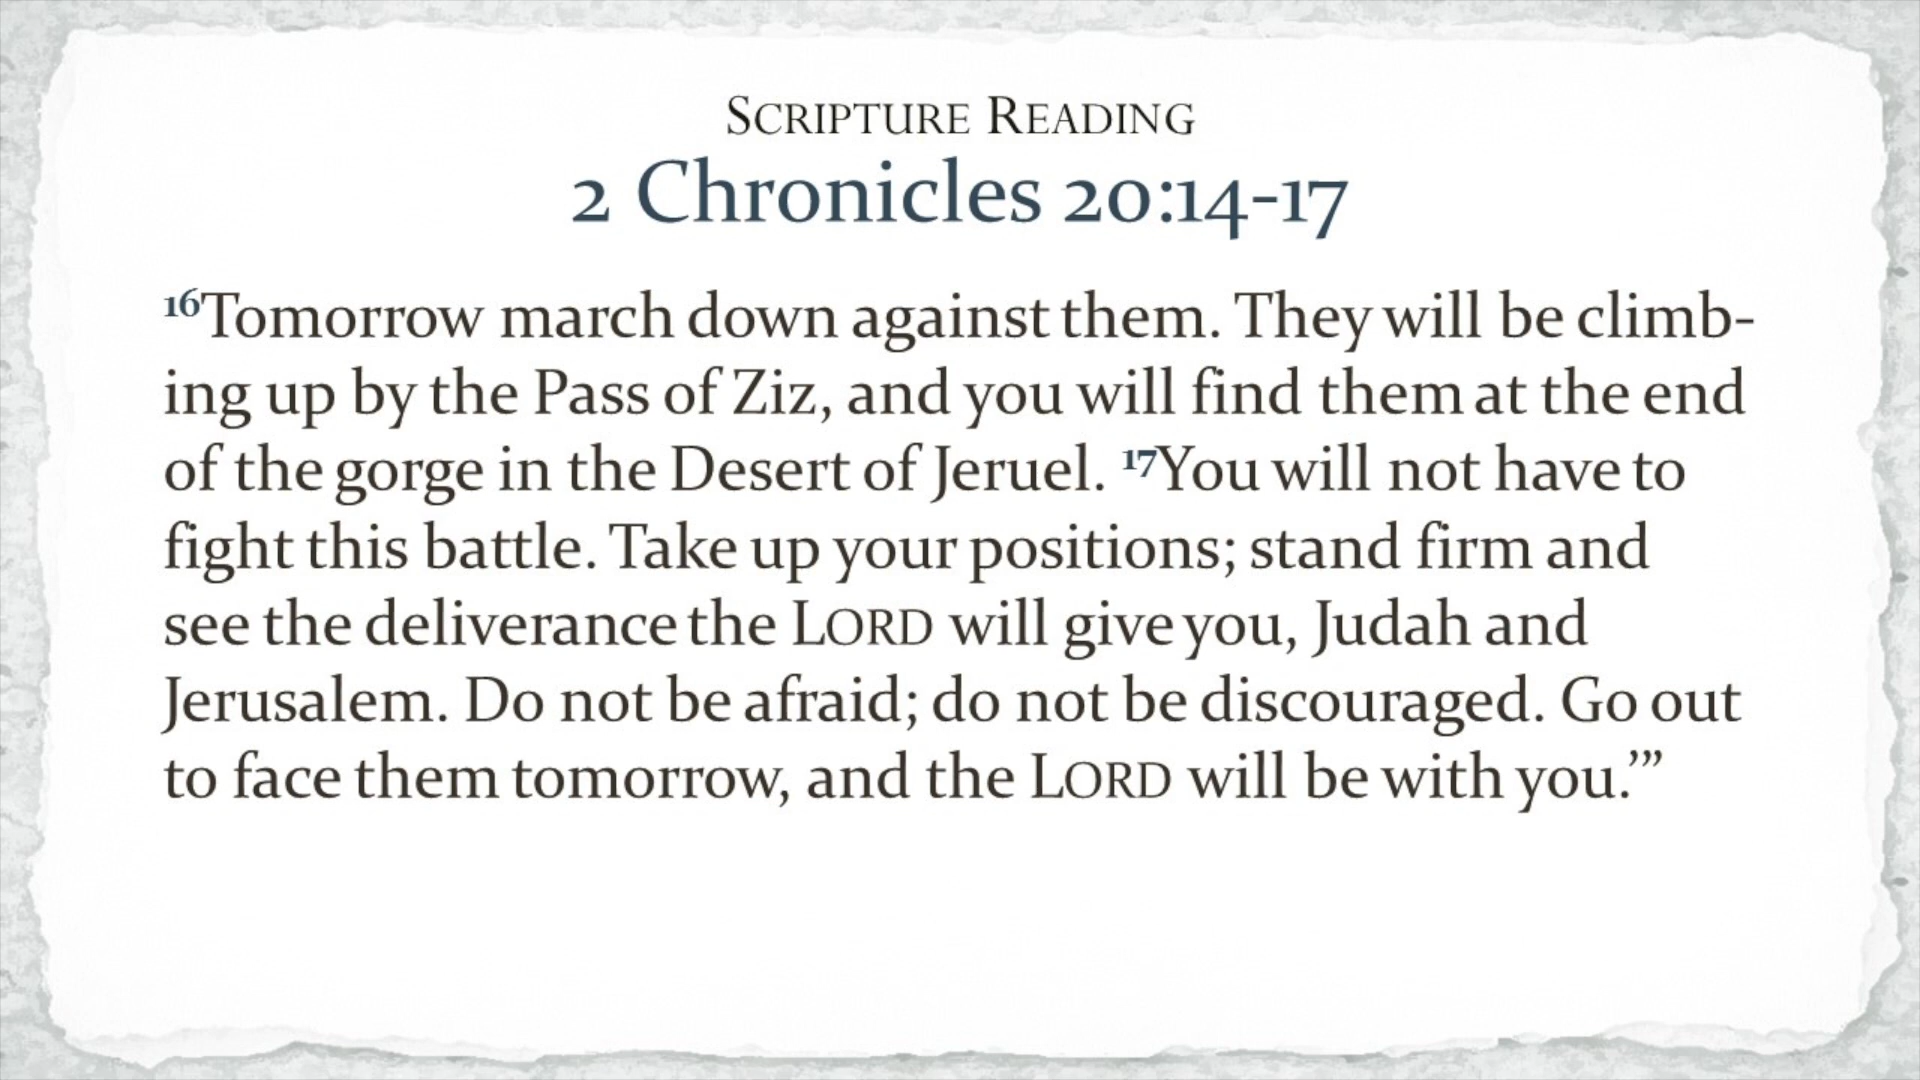 Scripture Reading
2 Chronicles 20:14-17
16Tomorrow march down against them. They will be climb-
ing up by the Pass of Ziz, and you will find them at the end
of the gorge in the Desert of Jeruel. 17You will not have to
fight this battle. Take up your positions; stand firm and
see the deliverance the LORD will give you, Judah and
Jerusalem. Do not be afraid; do not be discouraged. Go out
to face them tomorrow, and the LORD will be with you.’”